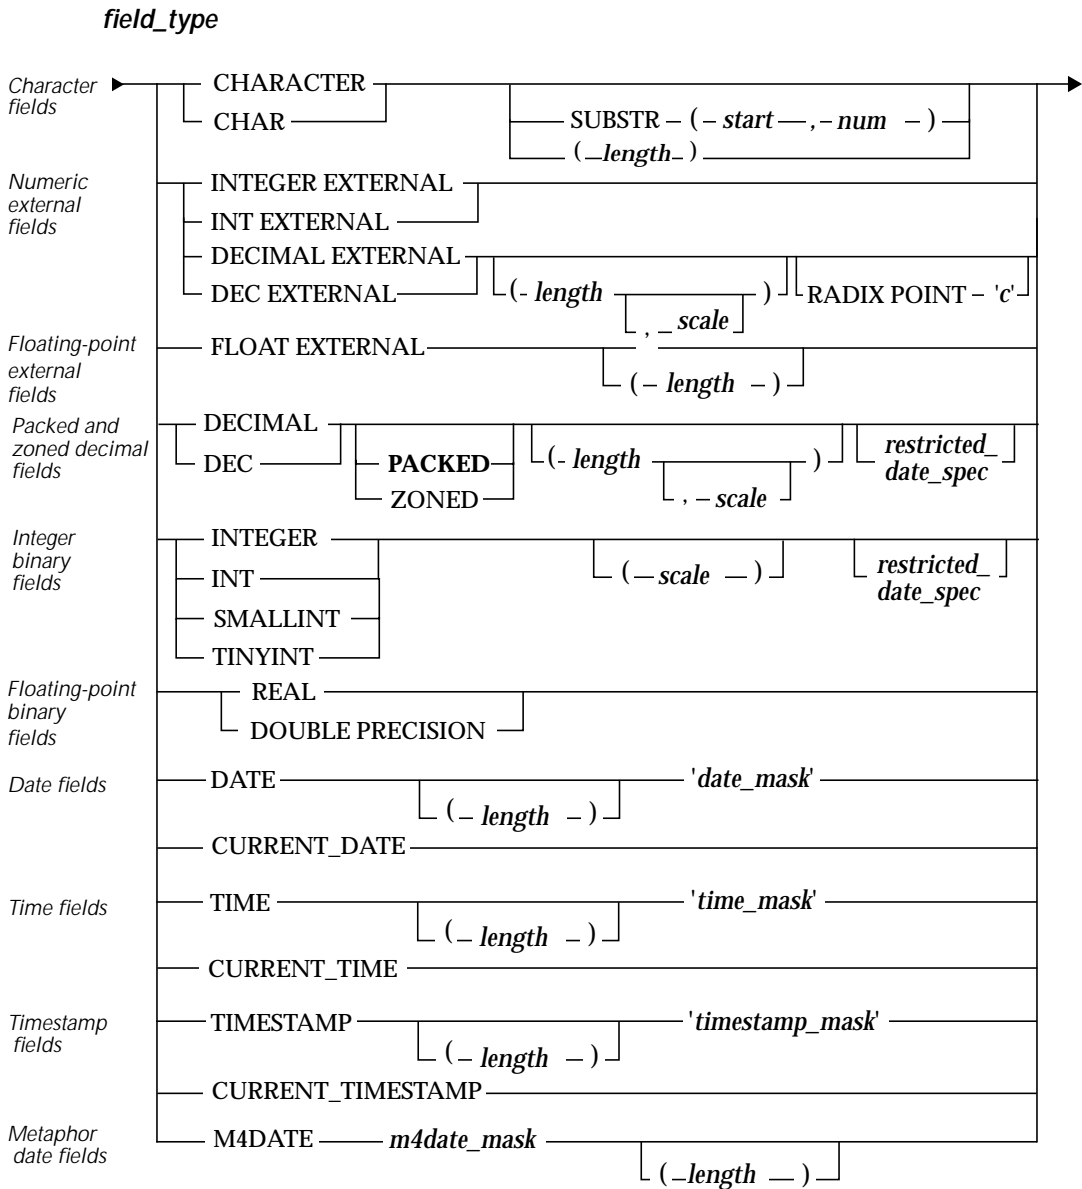 field_type
Character fields
CHARACTER
CHAR
SUBSTR ( start , num )
( length )
Numeric external fields
INTEGER EXTERNAL
INT EXTERNAL
DECIMAL EXTERNAL
DEC EXTERNAL ( length , scale ) RADIX POINT 'c'
Floating-point external fields
FLOAT EXTERNAL
( length )
Packed and zoned decimal fields
DECIMAL
DEC
PACKED
ZONED
( length , scale )
restricted_
date_spec
Integer binary fields
INTEGER
INT
SMALLINT
TINYINT
( scale )
restricted_
date_spec
Floating-point binary fields
REAL
DOUBLE PRECISION
Date fields
DATE ( length ) 'date_mask'
CURRENT_DATE
Time fields
TIME ( length ) 'time_mask'
CURRENT_TIME
Timestamp fields
TIMESTAMP ( length ) 'timestamp_mask'
CURRENT_TIMESTAMP
Metaphor date fields
M4DATE m4date_mask ( length )